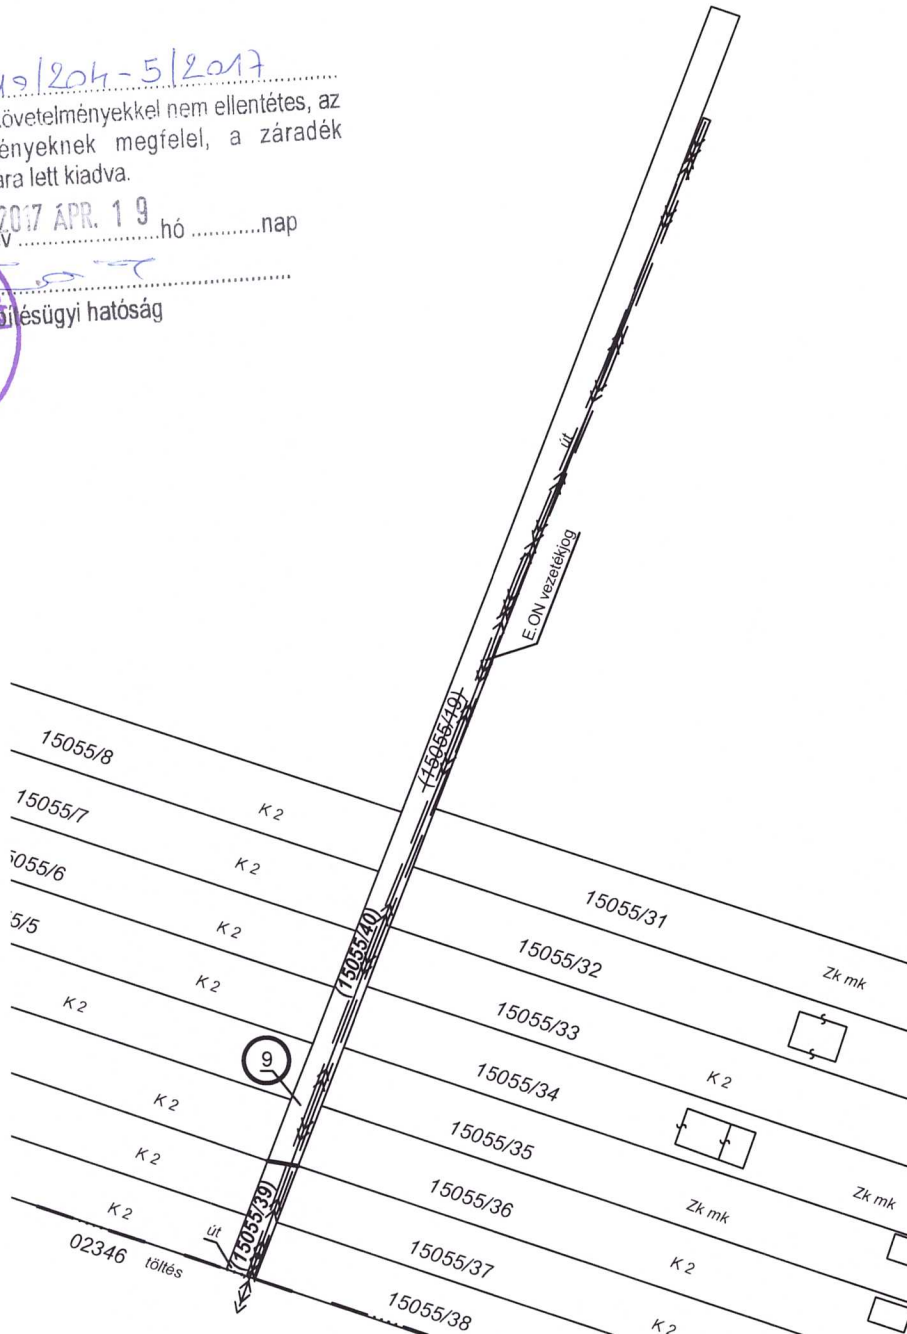 19/204-5/2017
követelményekkel nem ellentétes, az
ényeknek megfelel, a záradék
ara lett kiadva.
2017 ÁPR. 19
v ........ hó ........ nap
építésügyi hatóság
út
E.ON vezetékjog
(15055/19)
15055/8
K 2
15055/7
K 2
5055/6
K 2
5/5
K 2
K 2
K 2
K 2
K 2
(15055/40)
9
(15055/39)
út
02346 töltés
15055/31
Zk mk
15055/32
15055/33
K 2
15055/34
Zk mk
15055/35
Zk mk
15055/36
K 2
15055/37
K 2
15055/38